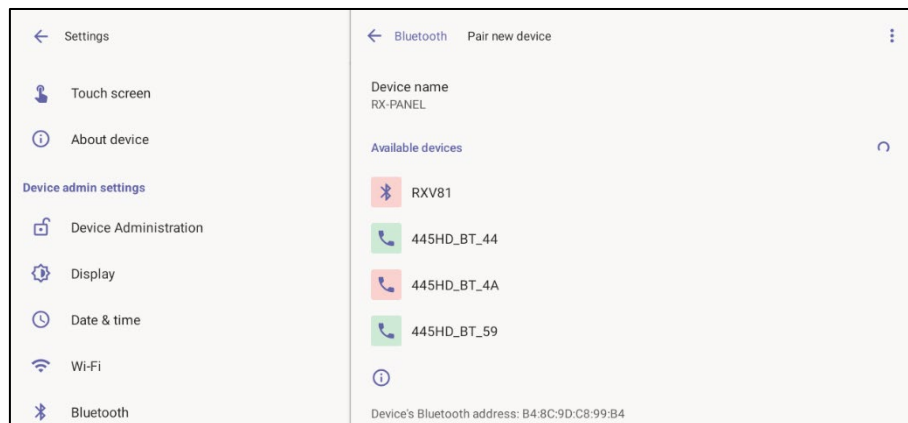 Settings
Touch screen
About device
Device admin settings
Device Administration
Display
Date & time
Wi-Fi
Bluetooth
Bluetooth Pair new device
Device name
RX-PANEL
Available devices
RXV81
445HD_BT_44
445HD_BT_4A
445HD_BT_59
Device's Bluetooth address: B4:8C:9D:C8:99:B4